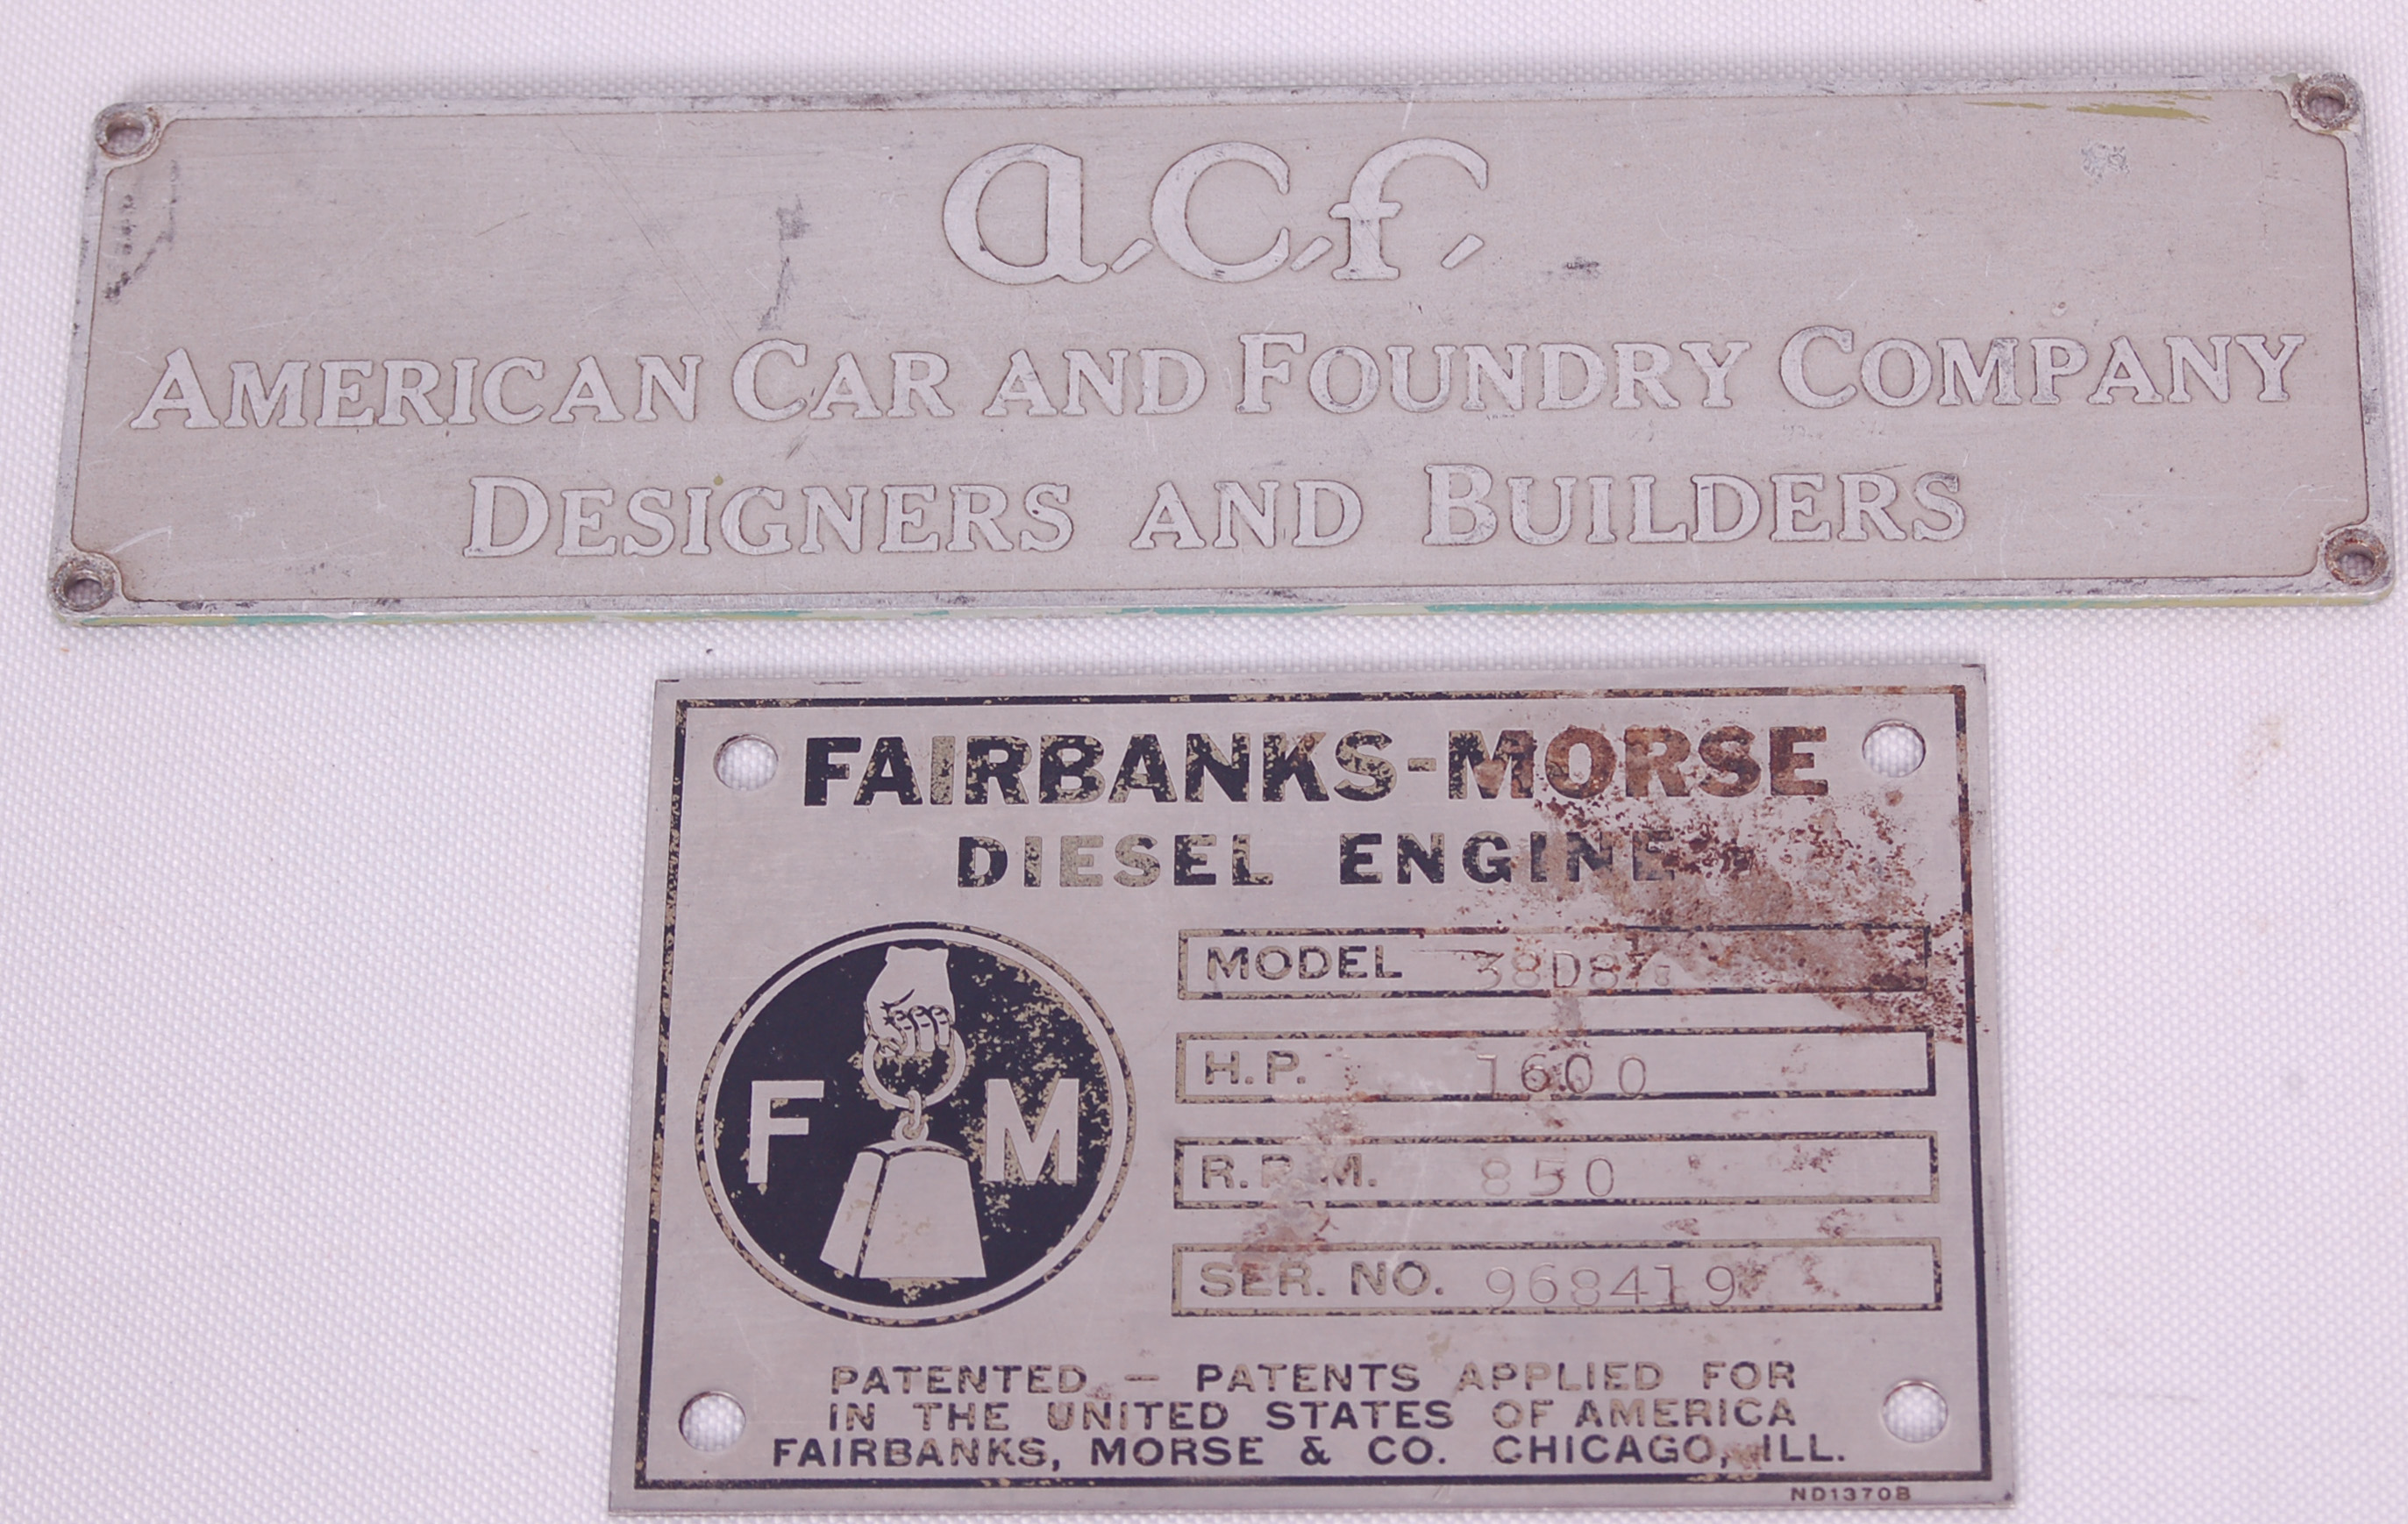 a.c.f.
AMERICAN CAR AND FOUNDRY COMPANY
DESIGNERS AND BUILDERS
FAIRBANKS-MORSE
DIESEL ENGINE
F M
MODEL
H.P. 1600
R.P.M. 850
SER. NO. 968419
PATENTED - PATENTS APPLIED FOR
IN THE UNITED STATES OF AMERICA
FAIRBANKS, MORSE & CO. CHICAGO, ILL.
ND1370B